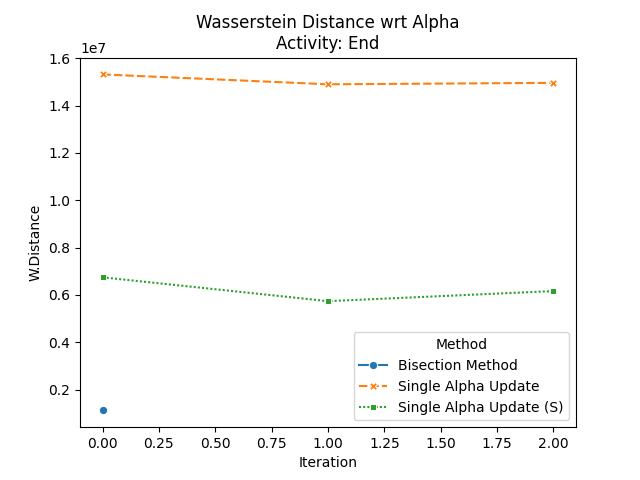 Wasserstein Distance wrt Alpha
Activity: End
1e7
1.6
1.4
1.2
1.0
0.8
0.6
0.4
0.2
W.Distance
0.00 0.25 0.50 0.75 1.00 1.25 1.50 1.75 2.00
Iteration
Method
Bisection Method
Single Alpha Update
Single Alpha Update (S)